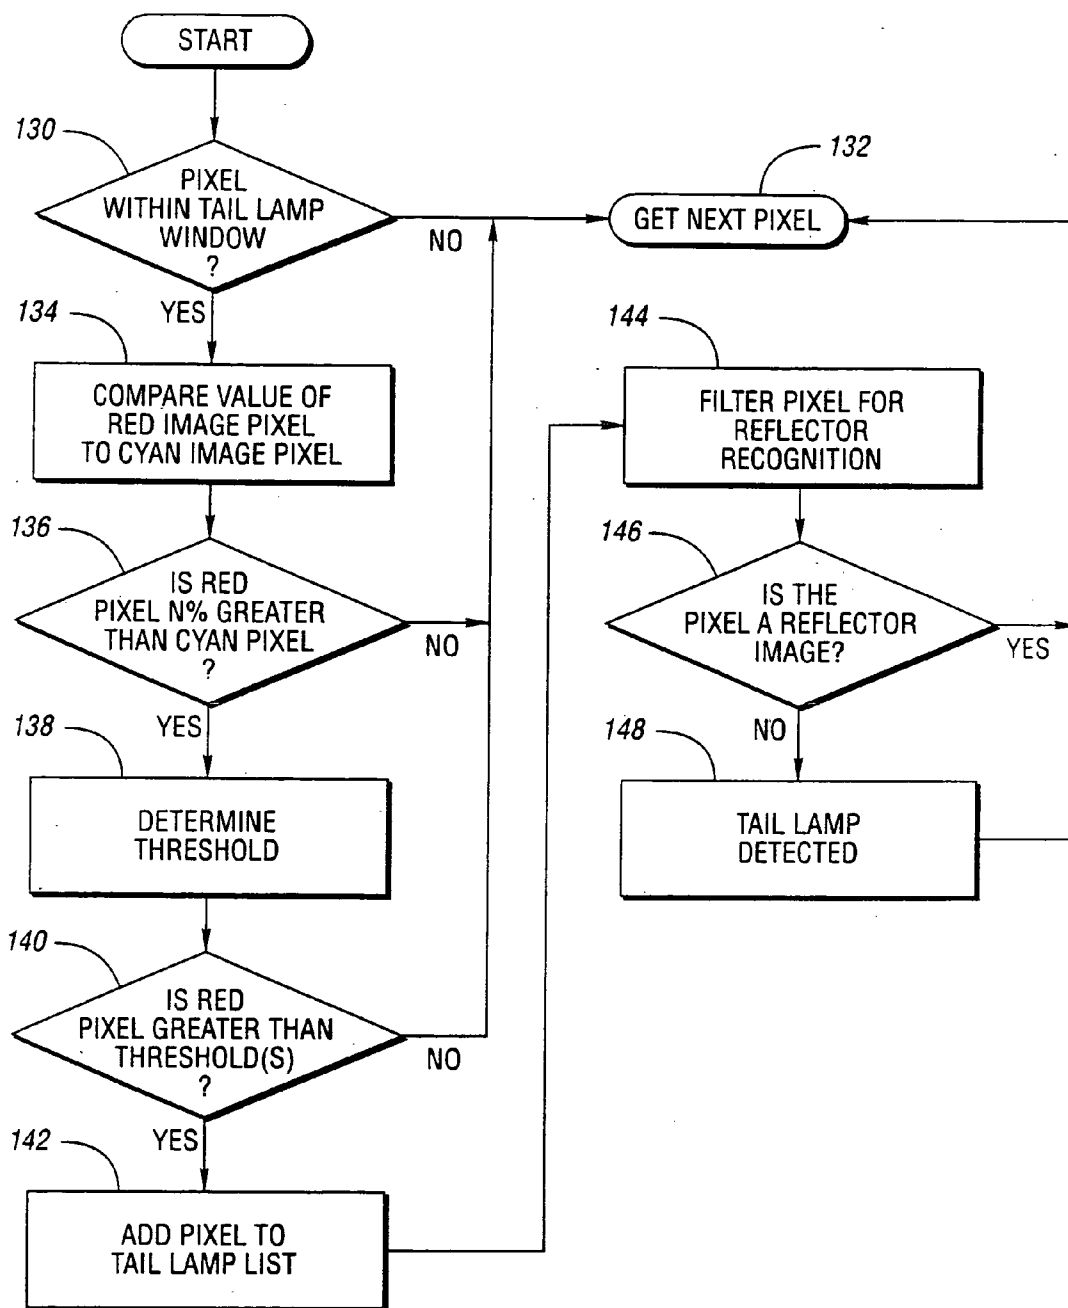 START
130
PIXEL
WITHIN TAIL LAMP
WINDOW
?
NO
YES
132
GET NEXT PIXEL
134
COMPARE VALUE OF
RED IMAGE PIXEL
TO CYAN IMAGE PIXEL
136
IS RED
PIXEL N% GREATER
THAN CYAN PIXEL
?
NO
YES
138
DETERMINE
THRESHOLD
140
IS RED
PIXEL GREATER THAN
THRESHOLD(S)
?
NO
YES
142
ADD PIXEL TO
TAIL LAMP LIST
144
FILTER PIXEL FOR
REFLECTOR
RECOGNITION
146
IS THE
PIXEL A REFLECTOR
IMAGE?
YES
NO
148
TAIL LAMP
DETECTED